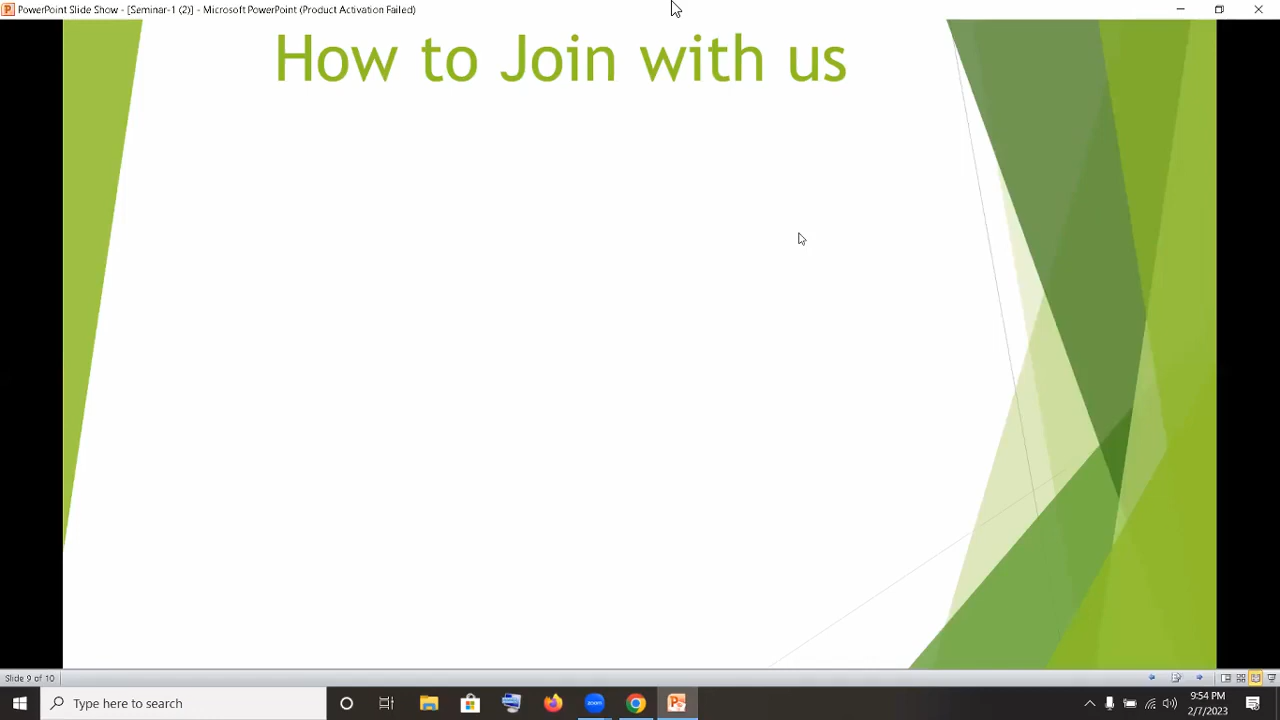 PowerPoint Slide Show - [Seminar-1 (2)] - Microsoft PowerPoint (Product Activation Failed)
How to Join with us
Slide 9 of 10
Type here to search
zoom
9:54 PM
2/7/2023